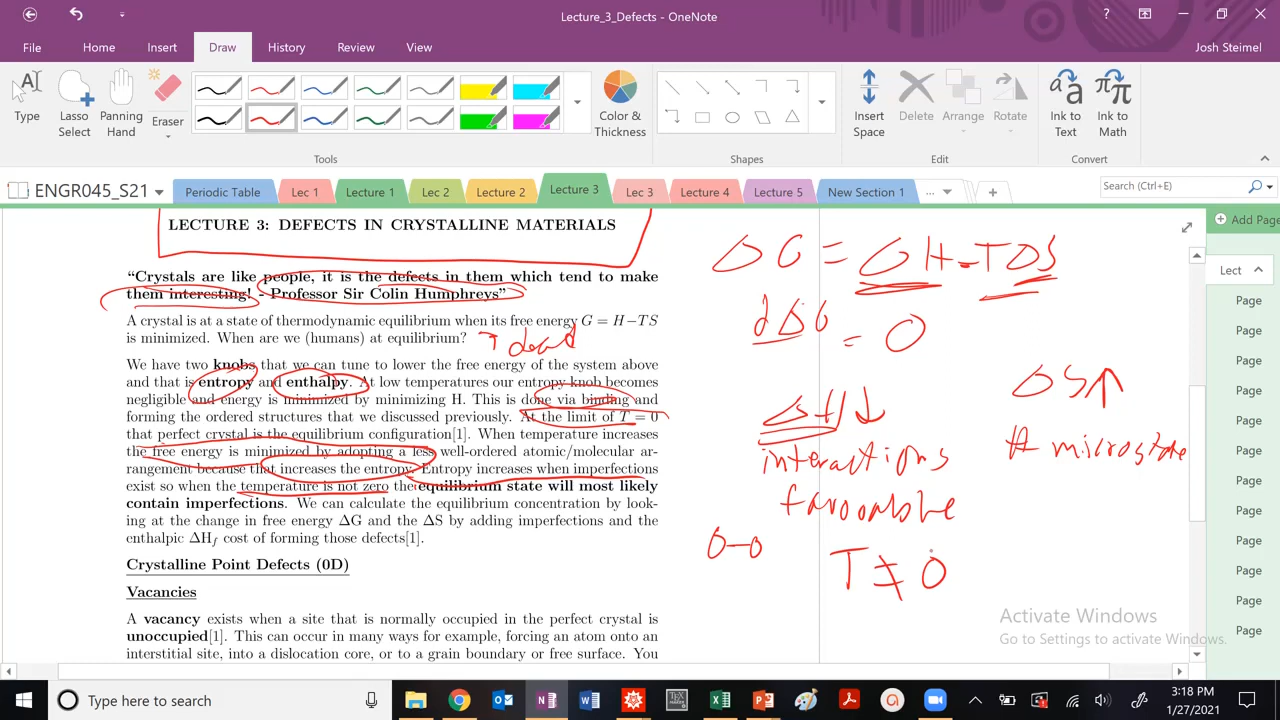 Lecture_3_Defects - OneNote
?
File
Home
Insert
Draw
History
Review
View
Josh Steimel
Type
Lasso Select
Panning Hand
Eraser
Color & Thickness
Insert Space
Delete
Arrange
Rotate
Ink to Text
Ink to Math
Tools
Shapes
Edit
Convert
ENGR045_S21
Periodic Table
Lec 1
Lecture 1
Lec 2
Lecture 2
Lecture 3
Lec 3
Lecture 4
Lecture 5
New Section 1
...
Search (Ctrl+E)
Add Page
Lect
Page
Page
Page
Page
Page
Page
Page
Page
Page
Page
Page
Page
LECTURE 3: DEFECTS IN CRYSTALLINE MATERIALS
“Crystals are like people, it is the defects in them which tend to make
them interesting! - Professor Sir Colin Humphreys”
A crystal is at a state of thermodynamic equilibrium when its free energy G = H−TS
is minimized. When are we (humans) at equilibrium?
dead
We have two knobs that we can tune to lower the free energy of the system above
and that is entropy and enthalpy. At low temperatures our entropy knob becomes
negligible and energy is minimized by minimizing H. This is done via binding and
forming the ordered structures that we discussed previously. At the limit of T = 0
that perfect crystal is the equilibrium configuration[1]. When temperature increases
the free energy is minimized by adopting a less well-ordered atomic/molecular ar-
rangement because that increases the entropy. Entropy increases when imperfections
exist so when the temperature is not zero the equilibrium state will most likely
contain imperfections. We can calculate the equilibrium concentration by look-
ing at the change in free energy ΔG and the ΔS by adding imperfections and the
enthalpic ΔHf cost of forming those defects[1].
Crystalline Point Defects (0D)
Vacancies
A vacancy exists when a site that is normally occupied in the perfect crystal is
unoccupied[1]. This can occur in many ways for example, forcing an atom onto an
interstitial site, into a dislocation core, or to a grain boundary or free surface. You
ΔG = ΔH - TΔS
dΔG = 0
ΔH↓
interactions
favorable
T ≠ 0
ΔS↑
# microstate
Activate Windows
Go to Settings to activate Windows.
Type here to search
3:18 PM
1/27/2021